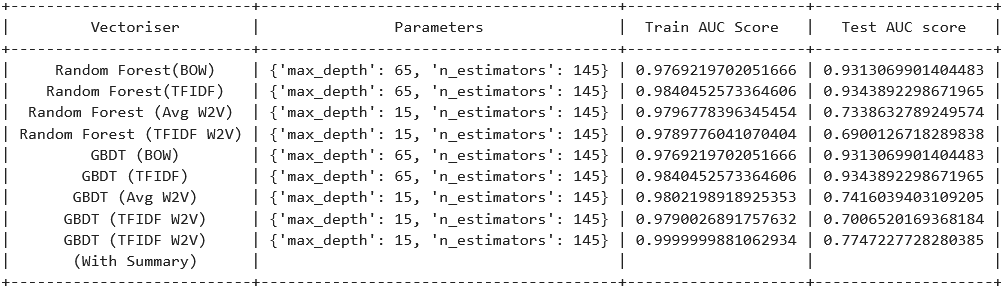 +---------------------------+---------------------------------------+--------------------+--------------------+
|        Vectoriser         |               Parameters              |  Train AUC Score   |   Test AUC score   |
+---------------------------+---------------------------------------+--------------------+--------------------+
|     Random Forest(BOW)    | {'max_depth': 65, 'n_estimators': 145} | 0.9769219702051666 | 0.9313069901404483 |
|    Random Forest(TFIDF)   | {'max_depth': 65, 'n_estimators': 145} | 0.9840452573364606 | 0.9343892298671965 |
|  Random Forest (Avg W2V)  | {'max_depth': 15, 'n_estimators': 145} | 0.9796778396345454 | 0.7338632789249574 |
| Random Forest (TFIDF W2V) | {'max_depth': 15, 'n_estimators': 145} | 0.9789776041070404 | 0.6900126718289838 |
|         GBDT (BOW)        | {'max_depth': 65, 'n_estimators': 145} | 0.9769219702051666 | 0.9313069901404483 |
|        GBDT (TFIDF)       | {'max_depth': 65, 'n_estimators': 145} | 0.9840452573364606 | 0.9343892298671965 |
|       GBDT (Avg W2V)      | {'max_depth': 15, 'n_estimators': 145} | 0.9802198918925353 | 0.7416039403109205 |
|      GBDT (TFIDF W2V)     | {'max_depth': 15, 'n_estimators': 145} | 0.9790026891757632 | 0.7006520169368184 |
|      GBDT (TFIDF W2V)     | {'max_depth': 15, 'n_estimators': 145} | 0.9999999881062934 | 0.7747227728280385 |
|       (With Summary)      |                                       |                    |                    |
+---------------------------+---------------------------------------+--------------------+--------------------+